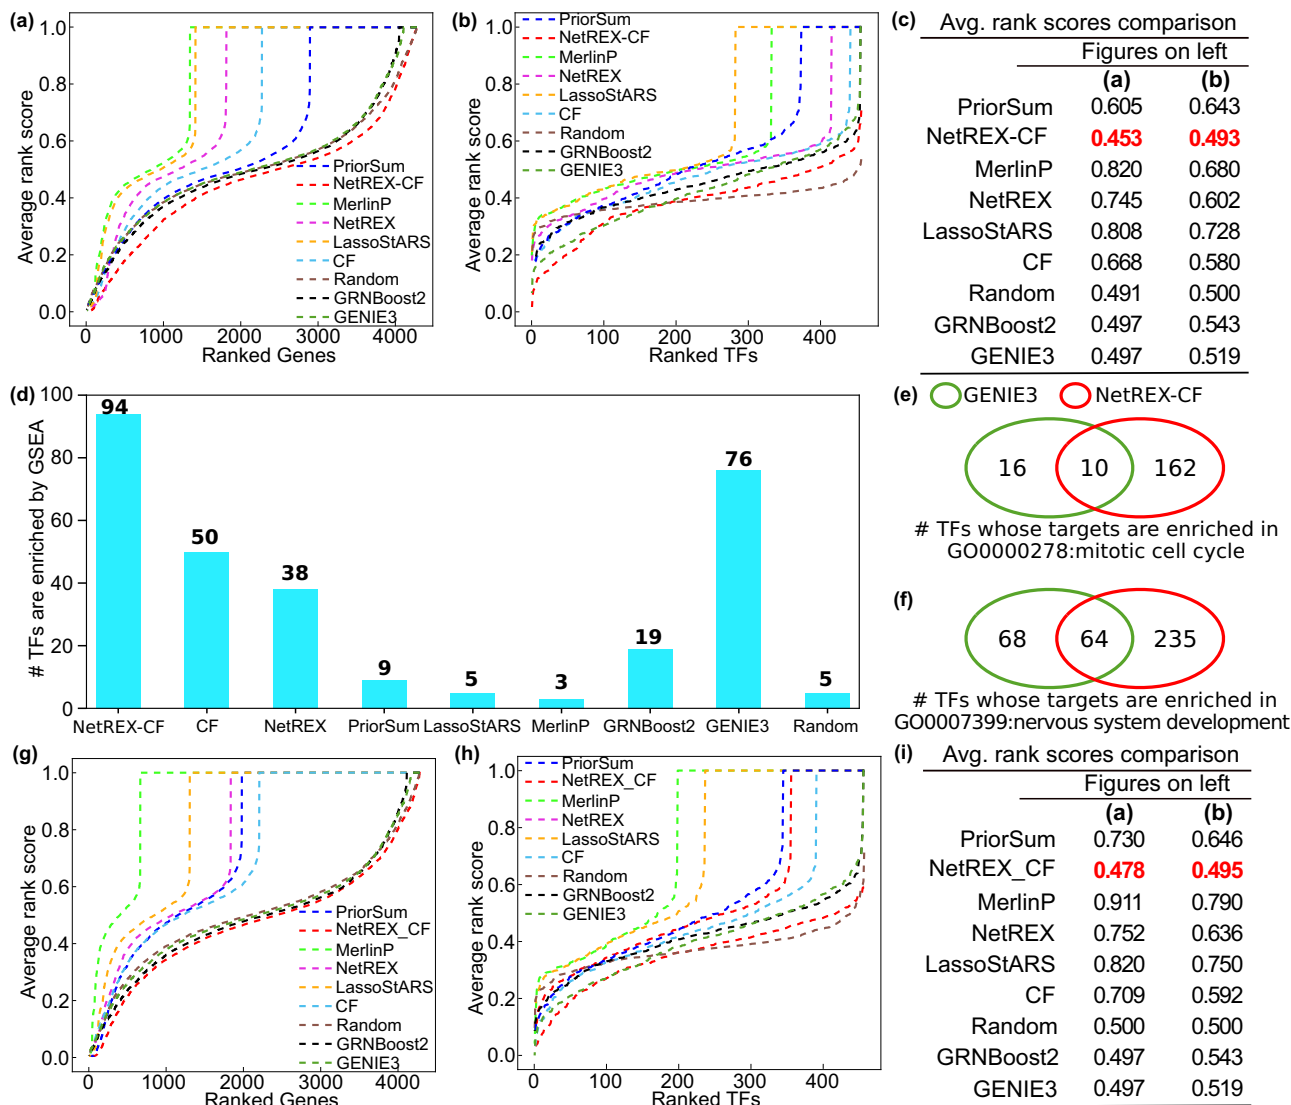 (a)
Average rank score
1.0
0.8
0.6
0.4
0.2
0.0
0
1000
2000
3000
4000
Ranked Genes
PriorSum
NetREX-CF
MerlinP
NetREX
LassoStARS
CF
Random
GRNBoost2
GENIE3
(b)
Average rank score
1.0
0.8
0.6
0.4
0.2
0.0
0
100
200
300
400
Ranked TFs
PriorSum
NetREX-CF
MerlinP
NetREX
LassoStARS
CF
Random
GRNBoost2
GENIE3
(c) Avg. rank scores comparison
Figures on left
(a) (b)
PriorSum 0.605 0.643
NetREX-CF 0.453 0.493
MerlinP 0.820 0.680
NetREX 0.745 0.602
LassoStARS 0.808 0.728
CF 0.668 0.580
Random 0.491 0.500
GRNBoost2 0.497 0.543
GENIE3 0.497 0.519
(d)
# TFs are enriched by GSEA
100
80
60
40
20
0
94
50
38
9
5
3
19
76
5
NetREX-CF CF NetREX PriorSum LassoStARS MerlinP GRNBoost2 GENIE3 Random
(e) GENIE3 NetREX-CF
16 10 162
# TFs whose targets are enriched in
GO0000278:mitotic cell cycle
(f)
68 64 235
# TFs whose targets are enriched in
GO0007399:nervous system development
(g)
Average rank score
1.0
0.8
0.6
0.4
0.2
0.0
0
1000
2000
3000
4000
Ranked Genes
PriorSum
NetREX_CF
MerlinP
NetREX
LassoStARS
CF
Random
GRNBoost2
GENIE3
(h)
Average rank score
1.0
0.8
0.6
0.4
0.2
0.0
0
100
200
300
400
Ranked TFs
PriorSum
NetREX_CF
MerlinP
NetREX
LassoStARS
CF
Random
GRNBoost2
GENIE3
(i) Avg. rank scores comparison
Figures on left
(a) (b)
PriorSum 0.730 0.646
NetREX_CF 0.478 0.495
MerlinP 0.911 0.790
NetREX 0.752 0.636
LassoStARS 0.820 0.750
CF 0.709 0.592
Random 0.500 0.500
GRNBoost2 0.497 0.543
GENIE3 0.497 0.519